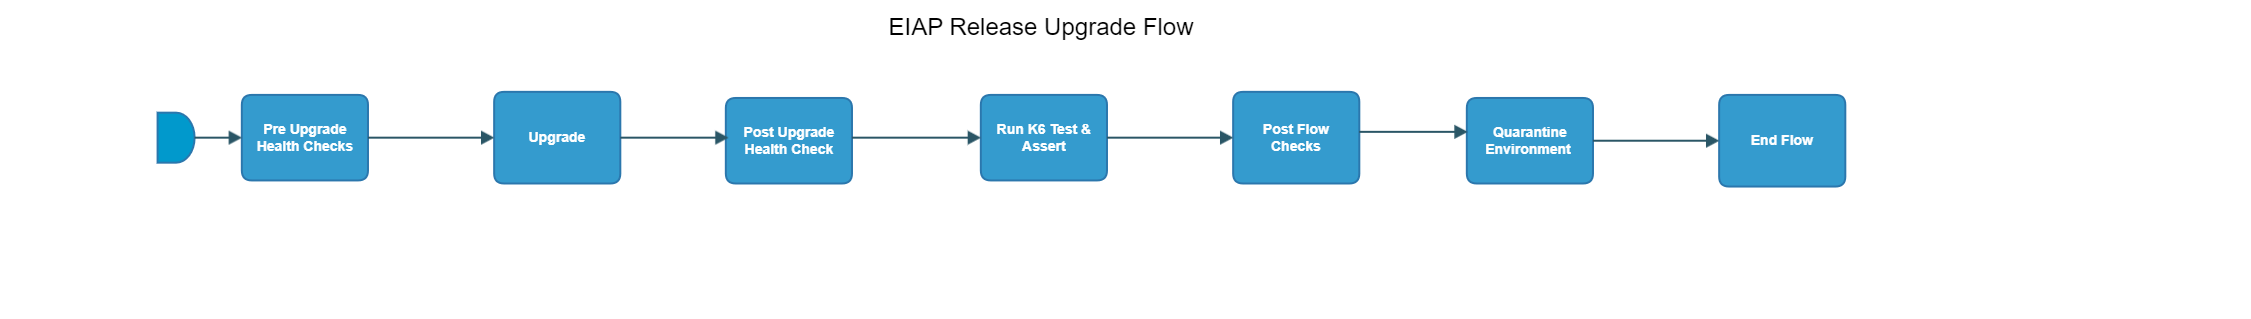 EIAP Release Upgrade Flow
Pre Upgrade
Health Checks
Upgrade
Post Upgrade
Health Check
Run K6 Test &
Assert
Post Flow
Checks
Quarantine
Environment
End Flow